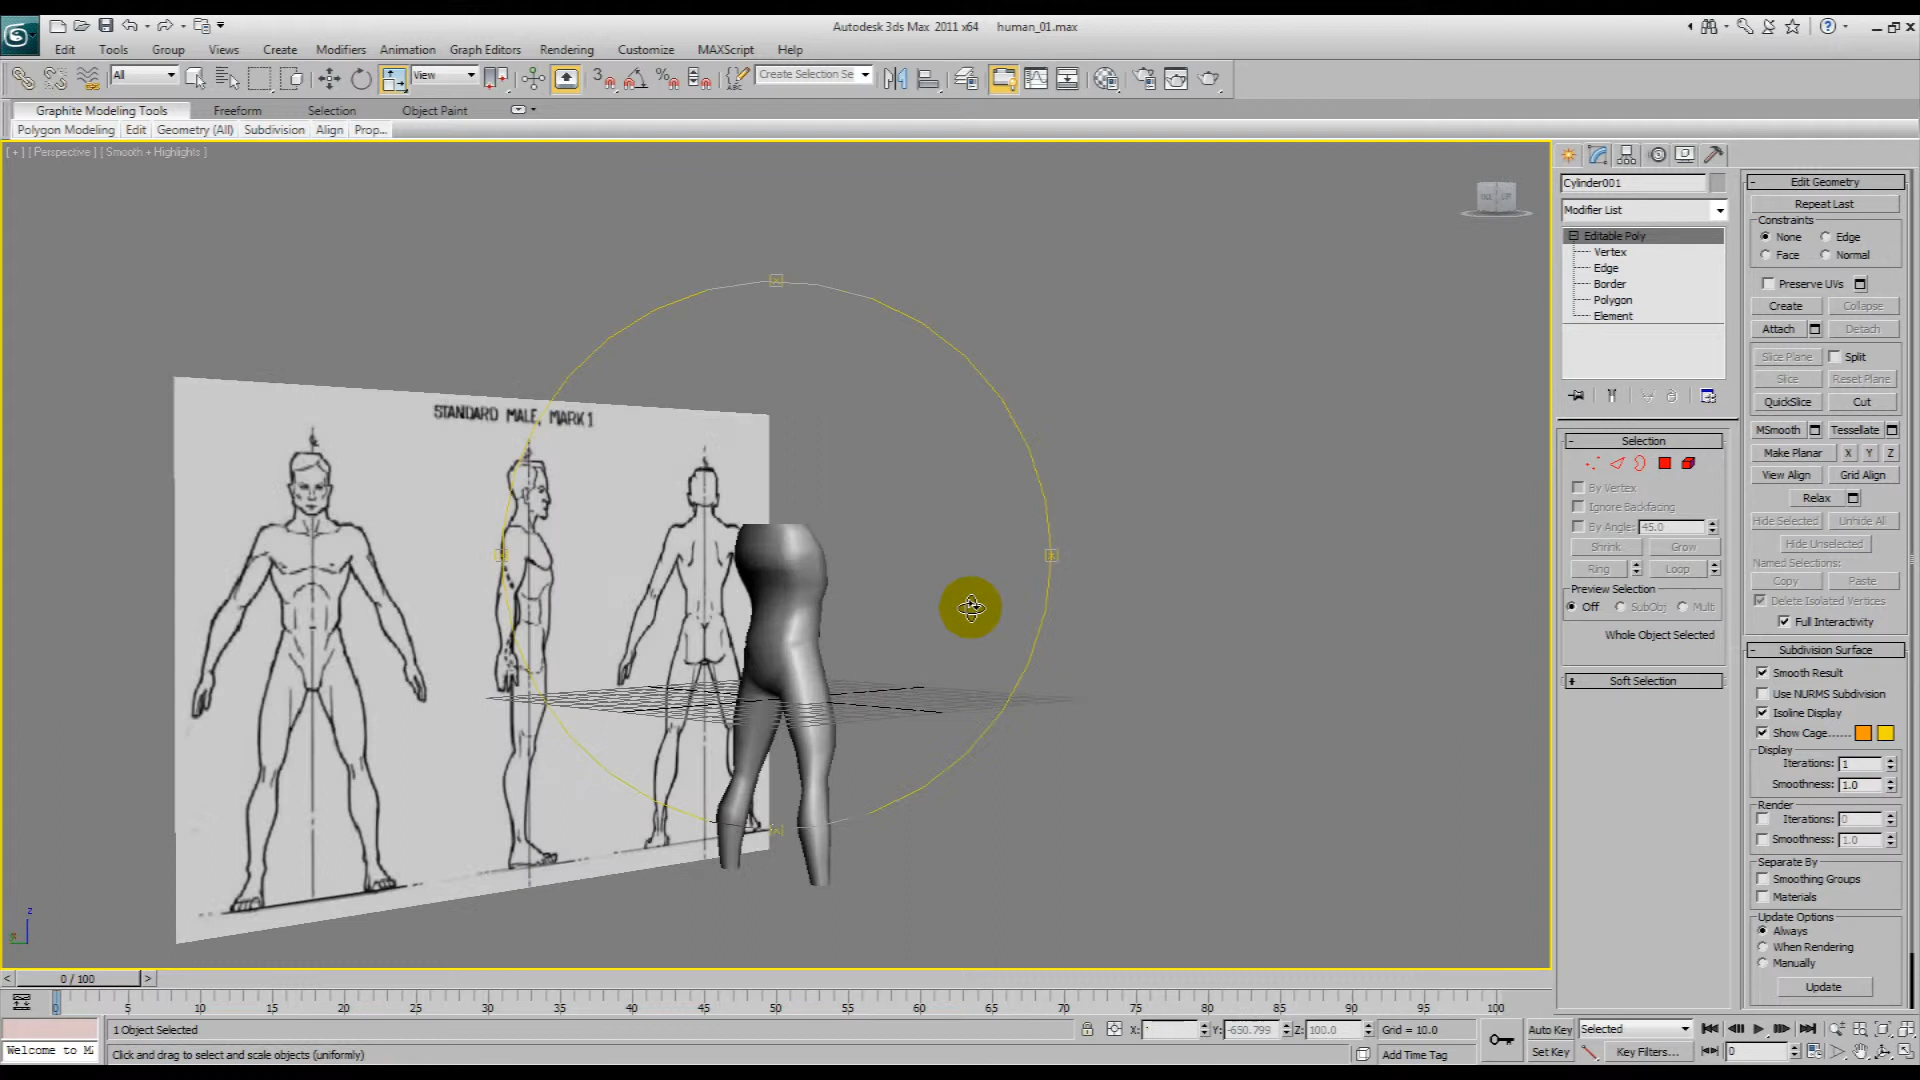 Autodesk 3ds Max 2011 x64 human_01.max
Edit Tools Group Views Create Modifiers Animation Graph Editors Rendering Customize MAXScript Help
All View 3 Create Selection Se
Graphite Modeling Tools Freeform Selection Object Paint
Polygon Modeling Edit Geometry (All) Subdivision Align Prop...
[ + ] [ Perspective ] [ Smooth + Highlights ]
STANDARD MALE, MARK 1
z
Cylinder001
Modifier List
Editable Poly
Vertex
Edge
Border
Polygon
Element
Selection
By Vertex
Ignore Backfacing
By Angle: 45.0
Shrink Grow
Ring Loop
Preview Selection
Off SubObj Multi
Whole Object Selected
Soft Selection
Edit Geometry
Repeat Last
Constraints
None Edge
Face Normal
Preserve UVs
Create Collapse
Attach Detach
Slice Plane Split
Slice Reset Plane
QuickSlice Cut
MSmooth Tessellate
Make Planar X Y Z
View Align Grid Align
Relax
Hide Selected Unhide All
Hide Unselected
Named Selections:
Copy Paste
Delete Isolated Vertices
Full Interactivity
Subdivision Surface
Smooth Result
Use NURMS Subdivision
Isoline Display
Show Cage......
Display
Iterations: 1
Smoothness: 1.0
Render
Iterations: 0
Smoothness: 1.0
Separate By
Smoothing Groups
Materials
Update Options
Always
When Rendering
Manually
Update
< 0 / 100 >
0 5 10 15 20 25 30 35 40 45 50 55 60 65 70 75 80 85 90 95 100
1 Object Selected X: Y: -650.799 Z: 100.0 Grid = 10.0 Auto Key Selected
Welcome to M Click and drag to select and scale objects (uniformly) Add Time Tag Set Key Key Filters... 0